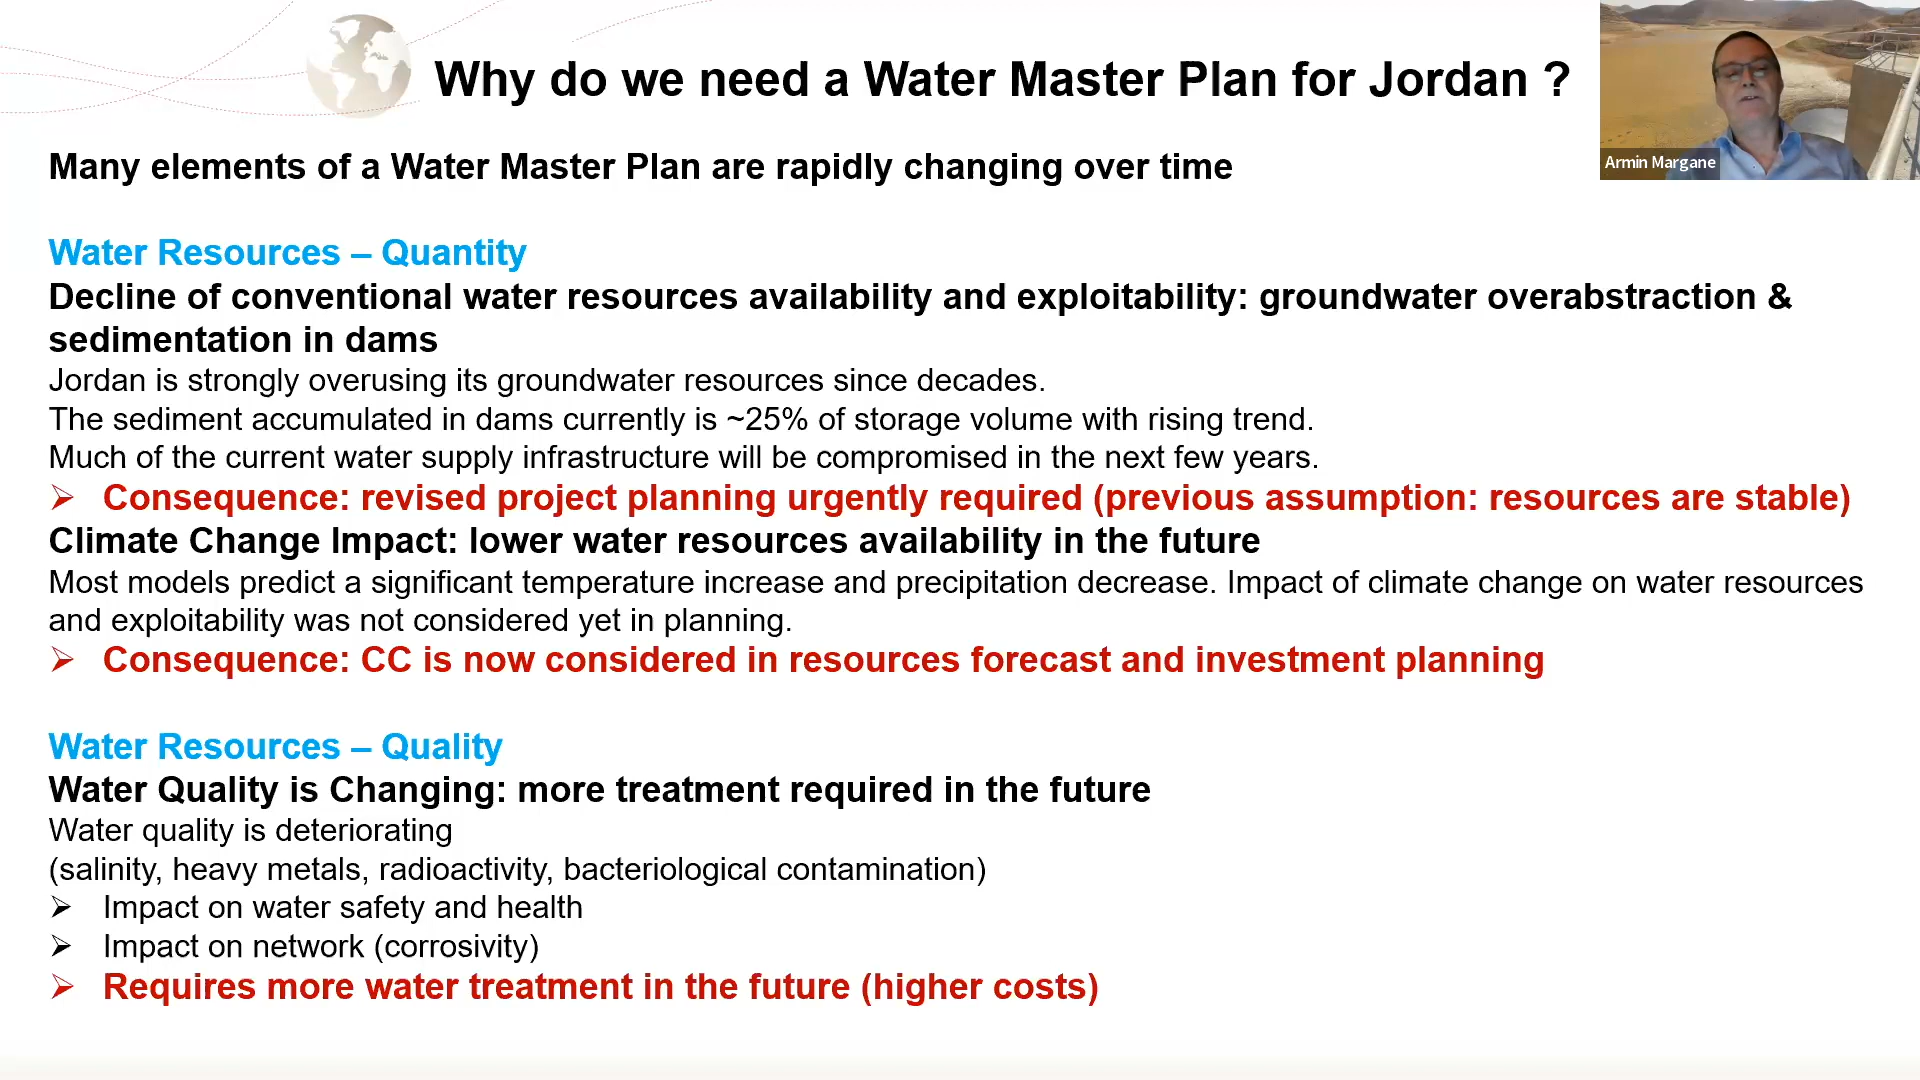 Why do we need a Water Master Plan for Jordan ?
Armin Margane
Many elements of a Water Master Plan are rapidly changing over time
Water Resources – Quantity
Decline of conventional water resources availability and exploitability: groundwater overabstraction &
sedimentation in dams
Jordan is strongly overusing its groundwater resources since decades.
The sediment accumulated in dams currently is ~25% of storage volume with rising trend.
Much of the current water supply infrastructure will be compromised in the next few years.
➢ Consequence: revised project planning urgently required (previous assumption: resources are stable)
Climate Change Impact: lower water resources availability in the future
Most models predict a significant temperature increase and precipitation decrease. Impact of climate change on water resources
and exploitability was not considered yet in planning.
➢ Consequence: CC is now considered in resources forecast and investment planning
Water Resources – Quality
Water Quality is Changing: more treatment required in the future
Water quality is deteriorating
(salinity, heavy metals, radioactivity, bacteriological contamination)
➢ Impact on water safety and health
➢ Impact on network (corrosivity)
➢ Requires more water treatment in the future (higher costs)